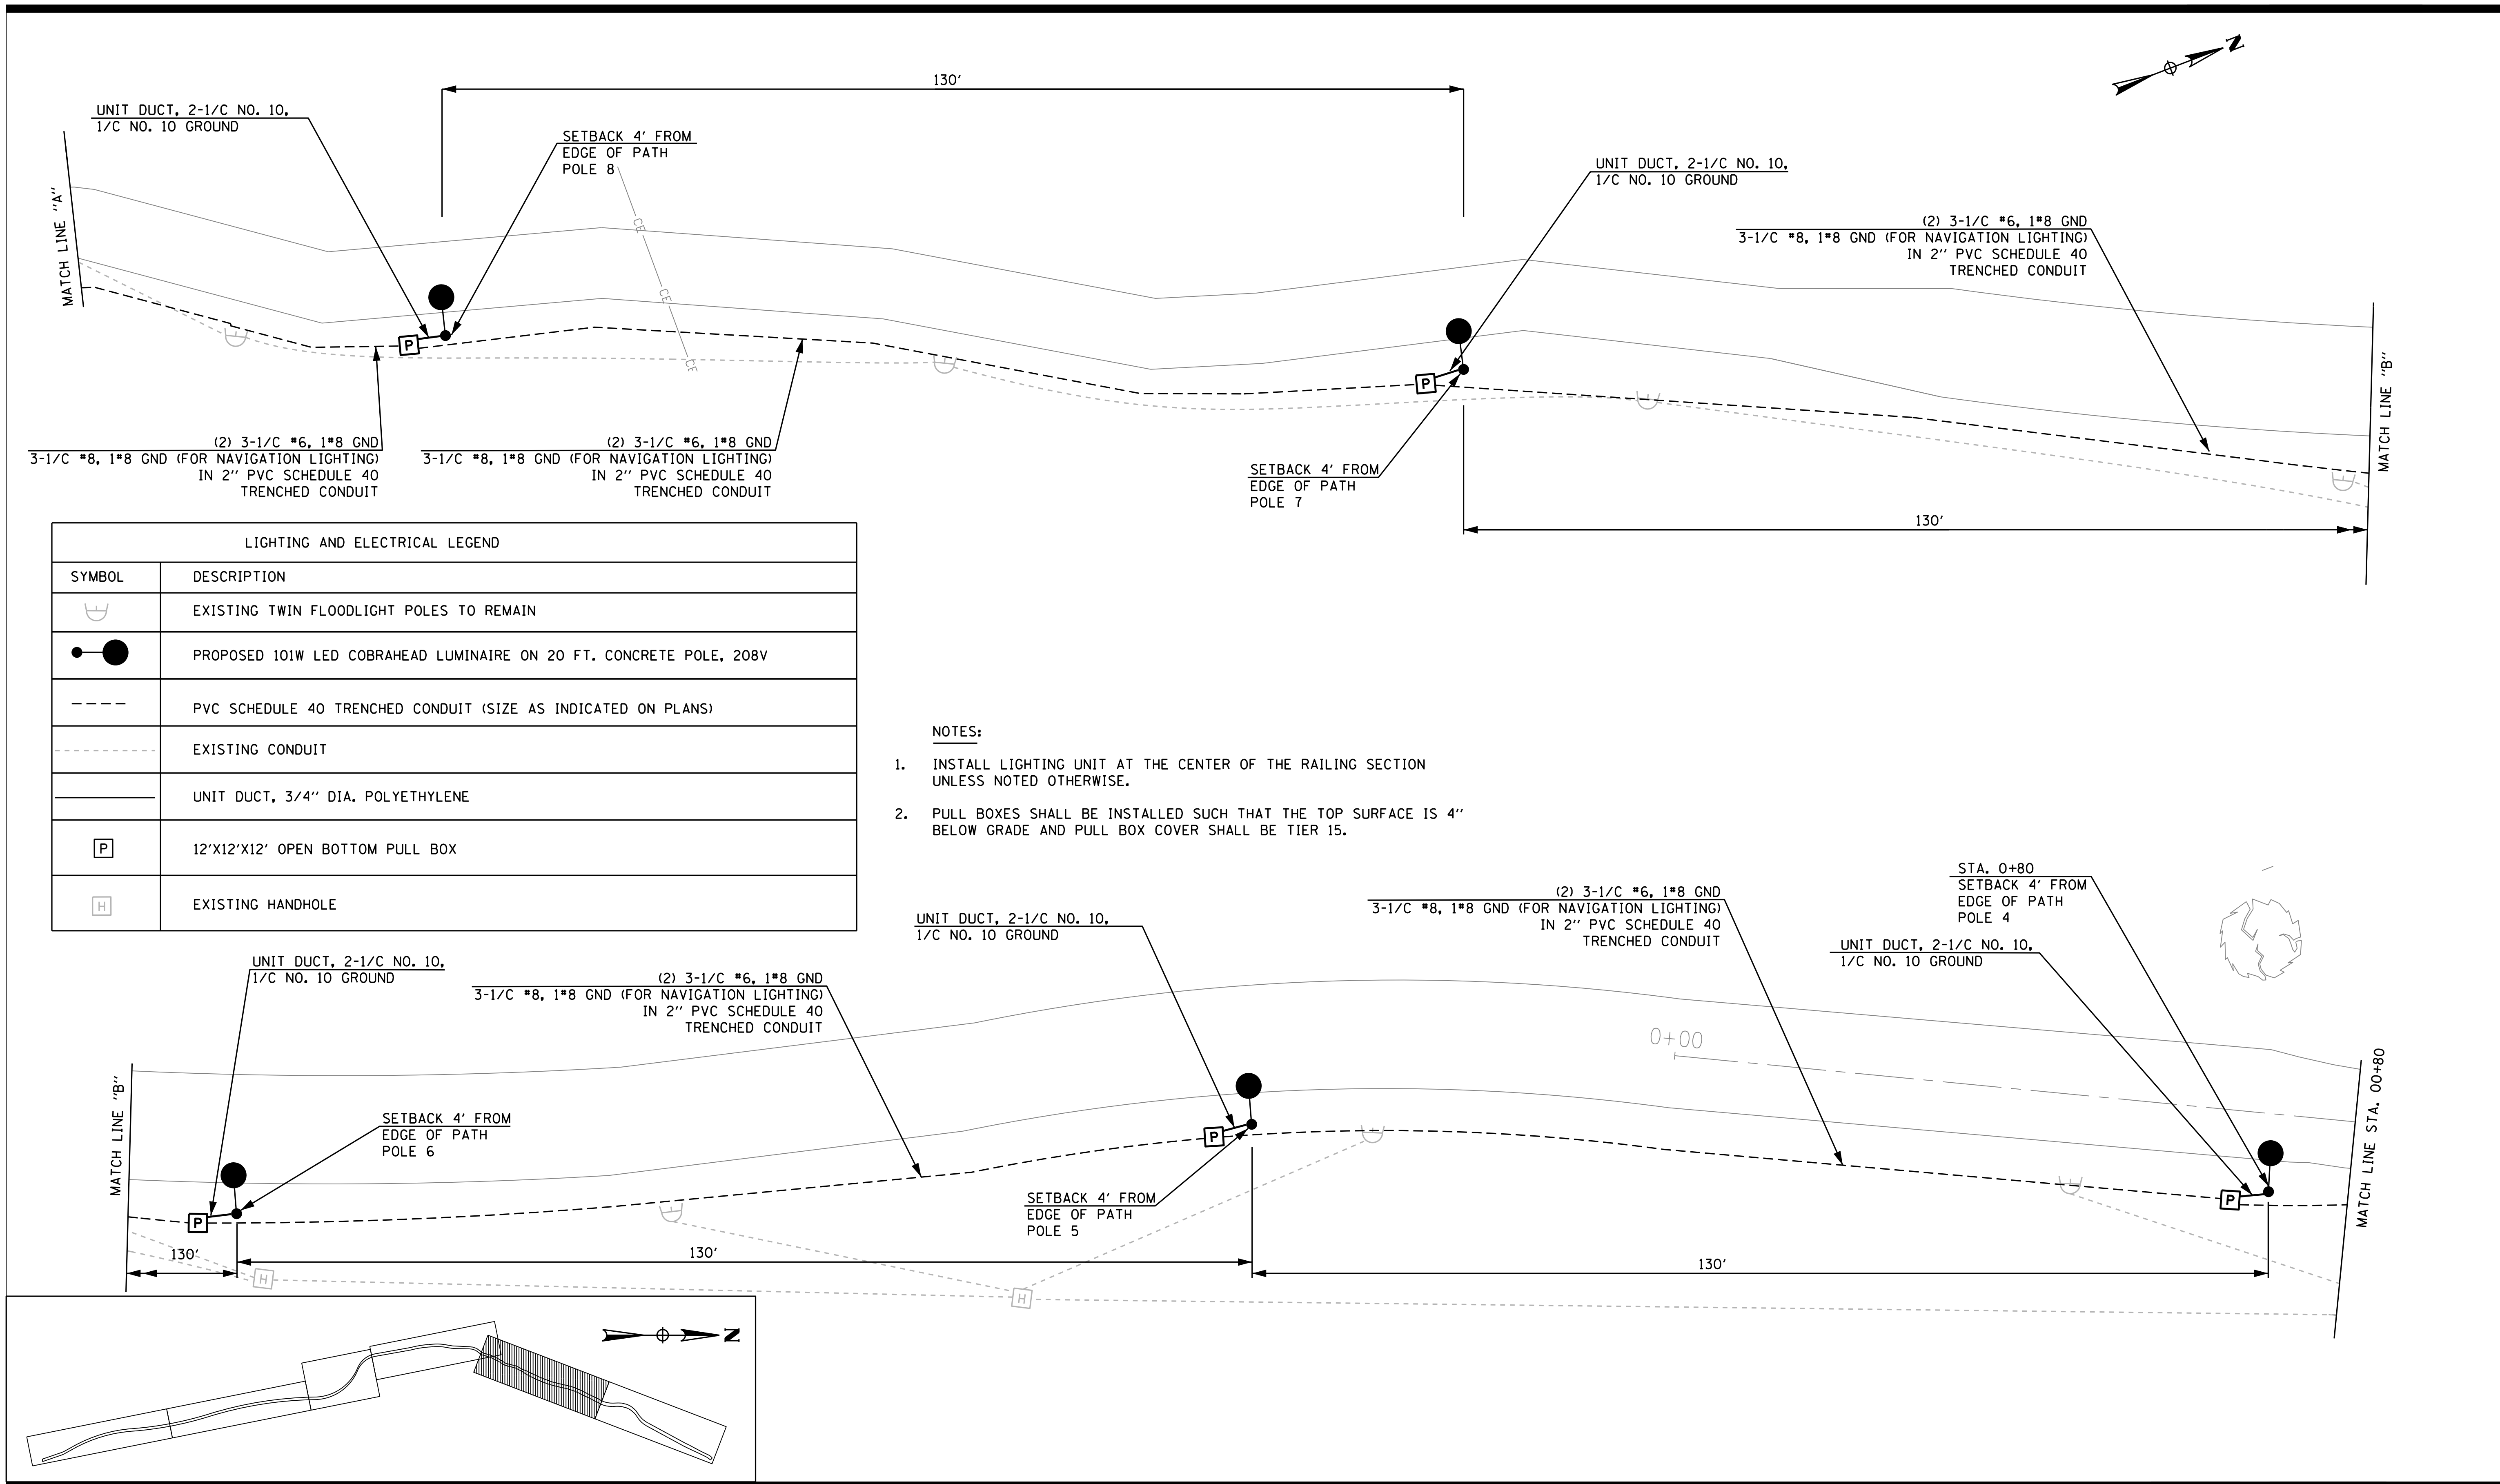 130'
N
UNIT DUCT, 2-1/C NO. 10,
1/C NO. 10 GROUND
SETBACK 4' FROM
EDGE OF PATH
POLE 8
UNIT DUCT, 2-1/C NO. 10,
1/C NO. 10 GROUND
(2) 3-1/C #6, 1#8 GND
3-1/C #8, 1#8 GND (FOR NAVIGATION LIGHTING)
IN 2'' PVC SCHEDULE 40
TRENCHED CONDUIT
MATCH LINE "A"
CE
CE
CE
P
P
MATCH LINE "B"
(2) 3-1/C #6, 1#8 GND
3-1/C #8, 1#8 GND (FOR NAVIGATION LIGHTING)
IN 2'' PVC SCHEDULE 40
TRENCHED CONDUIT
(2) 3-1/C #6, 1#8 GND
3-1/C #8, 1#8 GND (FOR NAVIGATION LIGHTING)
IN 2'' PVC SCHEDULE 40
TRENCHED CONDUIT
SETBACK 4' FROM
EDGE OF PATH
POLE 7
130'
LIGHTING AND ELECTRICAL LEGEND
SYMBOL DESCRIPTION
EXISTING TWIN FLOODLIGHT POLES TO REMAIN
PROPOSED 101W LED COBRAHEAD LUMINAIRE ON 20 FT. CONCRETE POLE, 208V
PVC SCHEDULE 40 TRENCHED CONDUIT (SIZE AS INDICATED ON PLANS)
EXISTING CONDUIT
UNIT DUCT, 3/4'' DIA. POLYETHYLENE
P 12'X12'X12' OPEN BOTTOM PULL BOX
H EXISTING HANDHOLE
NOTES:
1. INSTALL LIGHTING UNIT AT THE CENTER OF THE RAILING SECTION
UNLESS NOTED OTHERWISE.
2. PULL BOXES SHALL BE INSTALLED SUCH THAT THE TOP SURFACE IS 4''
BELOW GRADE AND PULL BOX COVER SHALL BE TIER 15.
UNIT DUCT, 2-1/C NO. 10,
1/C NO. 10 GROUND
(2) 3-1/C #6, 1#8 GND
3-1/C #8, 1#8 GND (FOR NAVIGATION LIGHTING)
IN 2'' PVC SCHEDULE 40
TRENCHED CONDUIT
UNIT DUCT, 2-1/C NO. 10,
1/C NO. 10 GROUND
(2) 3-1/C #6, 1#8 GND
3-1/C #8, 1#8 GND (FOR NAVIGATION LIGHTING)
IN 2'' PVC SCHEDULE 40
TRENCHED CONDUIT
STA. 0+80
SETBACK 4' FROM
EDGE OF PATH
POLE 4
UNIT DUCT, 2-1/C NO. 10,
1/C NO. 10 GROUND
0+00
MATCH LINE "B"
SETBACK 4' FROM
EDGE OF PATH
POLE 6
P
P
P
SETBACK 4' FROM
EDGE OF PATH
POLE 5
MATCH LINE STA. 00+80
130'
130'
130'
H
H
N